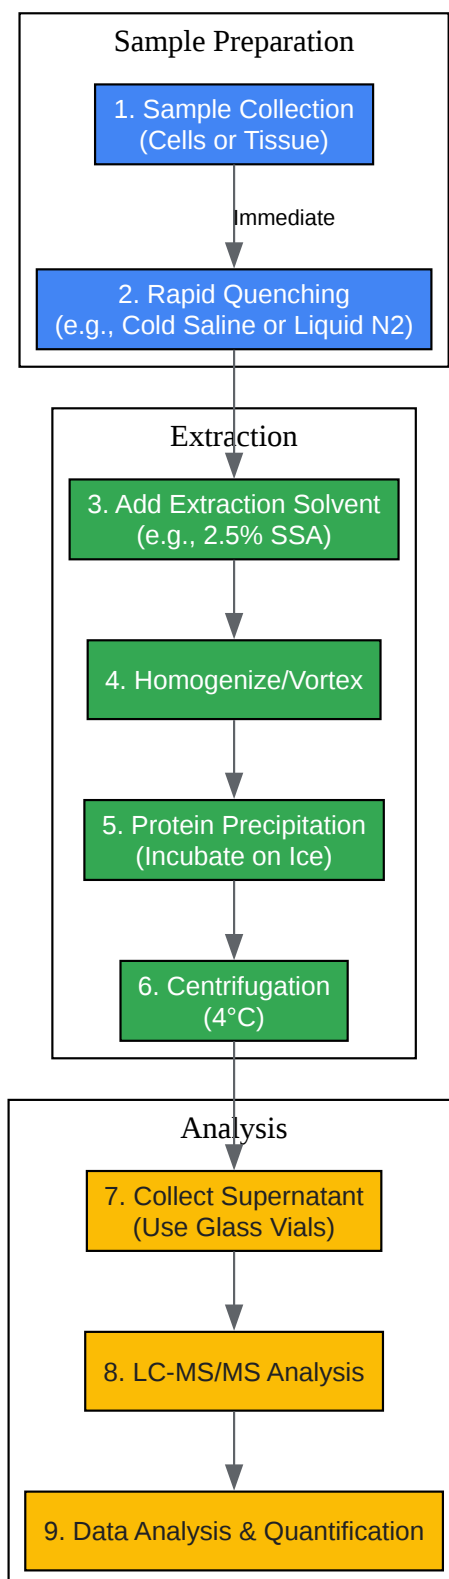 Sample Preparation
1. Sample Collection
(Cells or Tissue)
Immediate
2. Rapid Quenching
(e.g., Cold Saline or Liquid N2)
Extraction
3. Add Extraction Solvent
(e.g., 2.5% SSA)
4. Homogenize/Vortex
5. Protein Precipitation
(Incubate on Ice)
6. Centrifugation
(4°C)
Analysis
7. Collect Supernatant
(Use Glass Vials)
8. LC-MS/MS Analysis
9. Data Analysis & Quantification